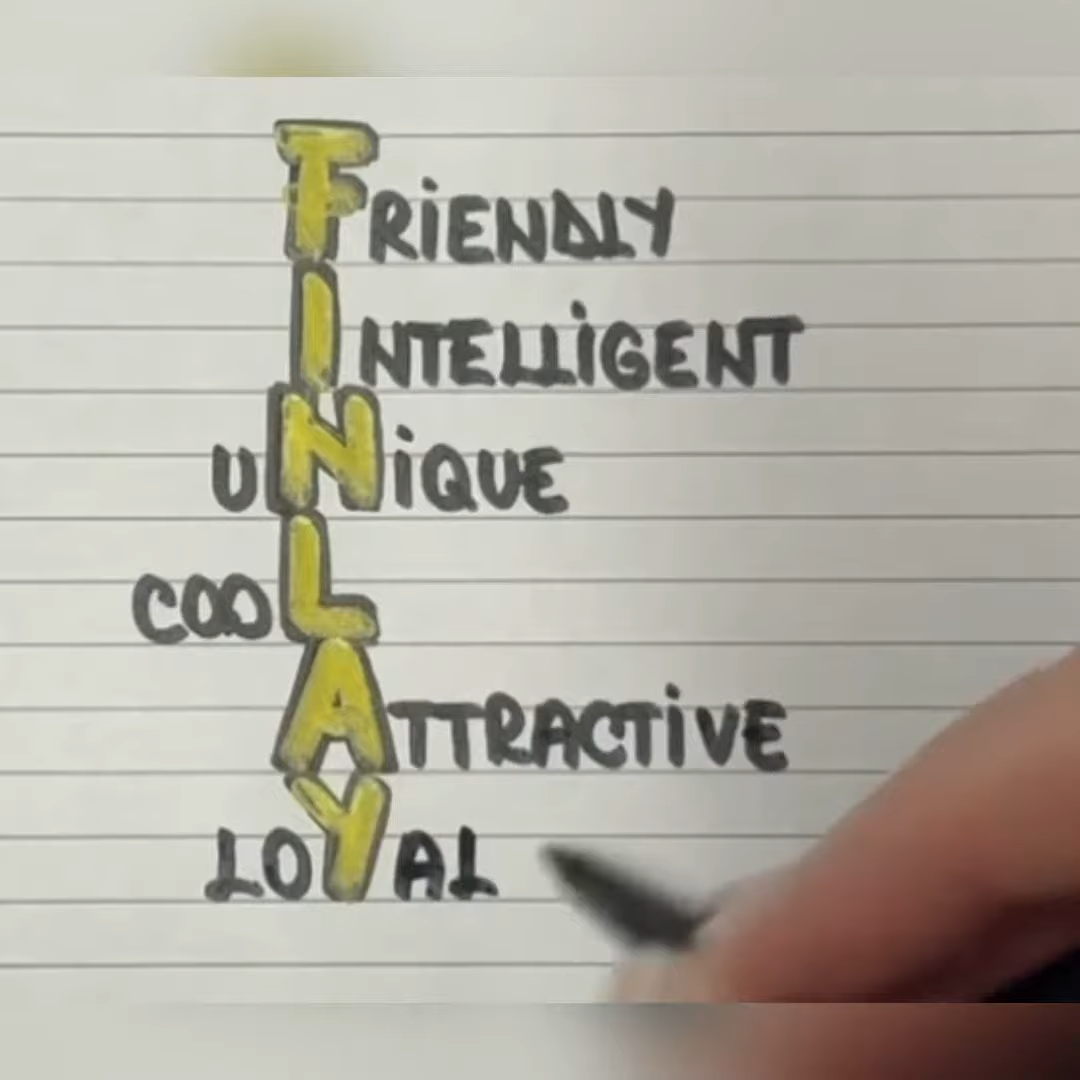 FRiENDLY
INTELLiGENT
UNiQUE
COOL
ATTRACTiVE
LOYAL